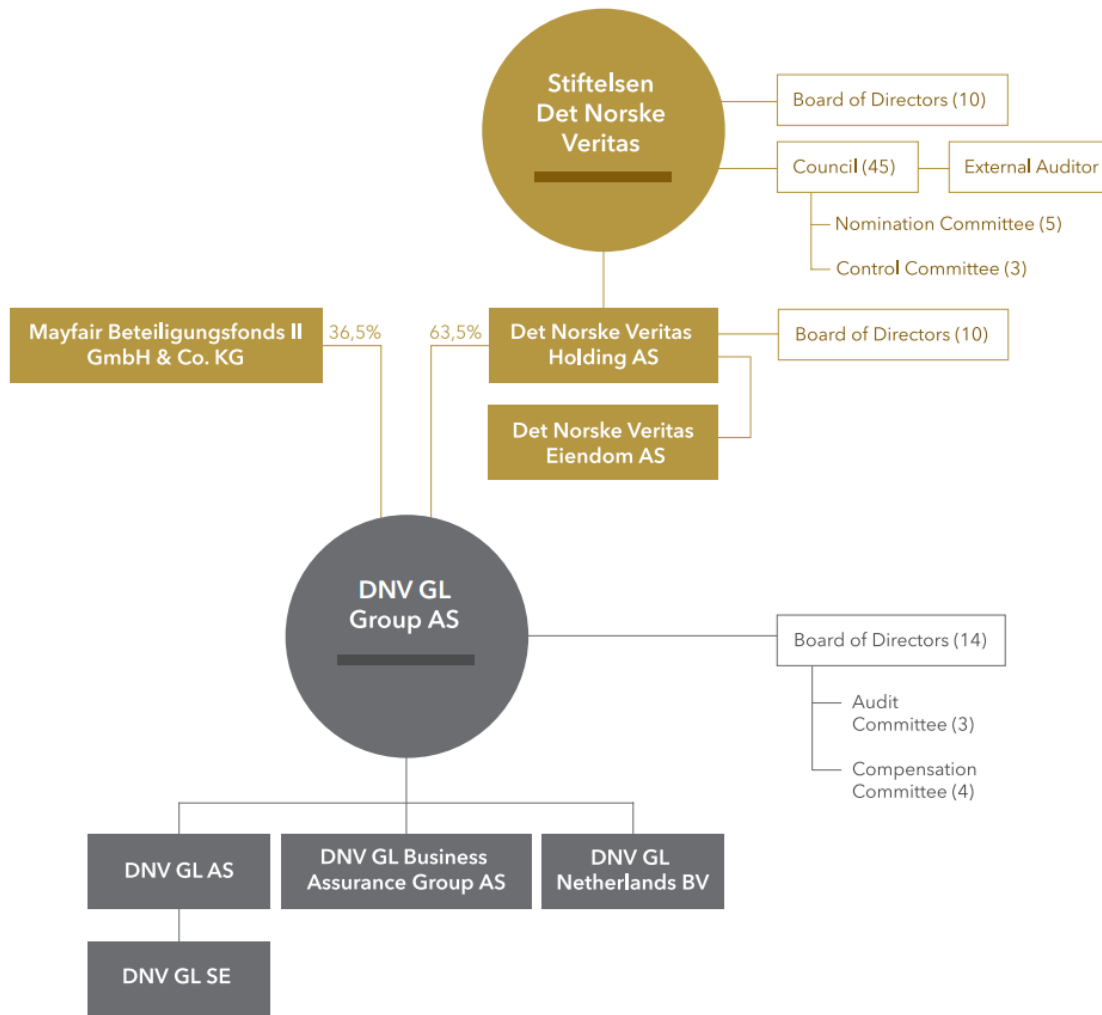 Stiftelsen
Det Norske
Veritas
Board of Directors (10)
Council (45)
External Auditor
Nomination Committee (5)
Control Committee (3)
Mayfair Beteiligungsfonds II
GmbH & Co. KG
36,5%
63,5%
Det Norske Veritas
Holding AS
Board of Directors (10)
Det Norske Veritas
Eiendom AS
DNV GL
Group AS
Board of Directors (14)
Audit
Committee (3)
Compensation
Committee (4)
DNV GL AS
DNV GL Business
Assurance Group AS
DNV GL
Netherlands BV
DNV GL SE